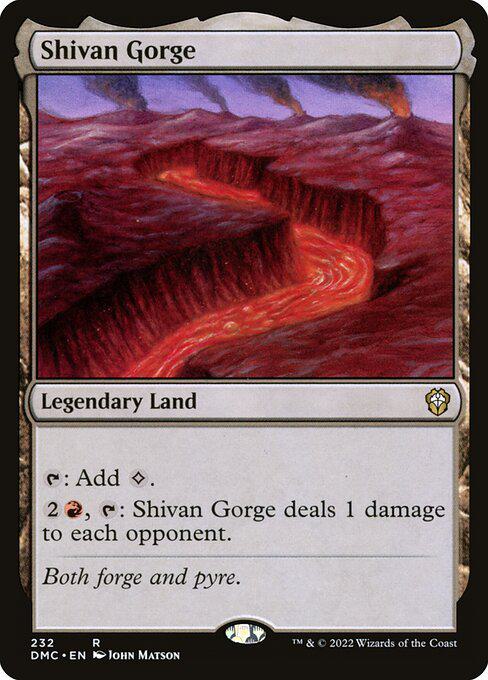 Shivan Gorge
Legendary Land
: Add .
2, : Shivan Gorge deals 1 damage
to each opponent.
Both forge and pyre.
232 R
DMC • EN John Matson
™ & © 2022 Wizards of the Coast